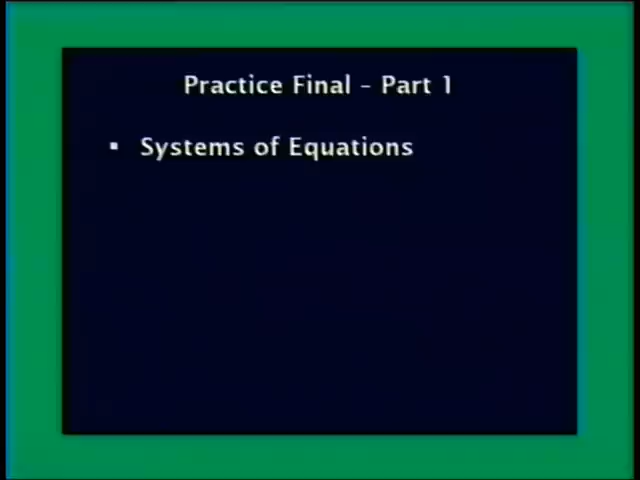 Practice Final – Part 1
▪ Systems of Equations